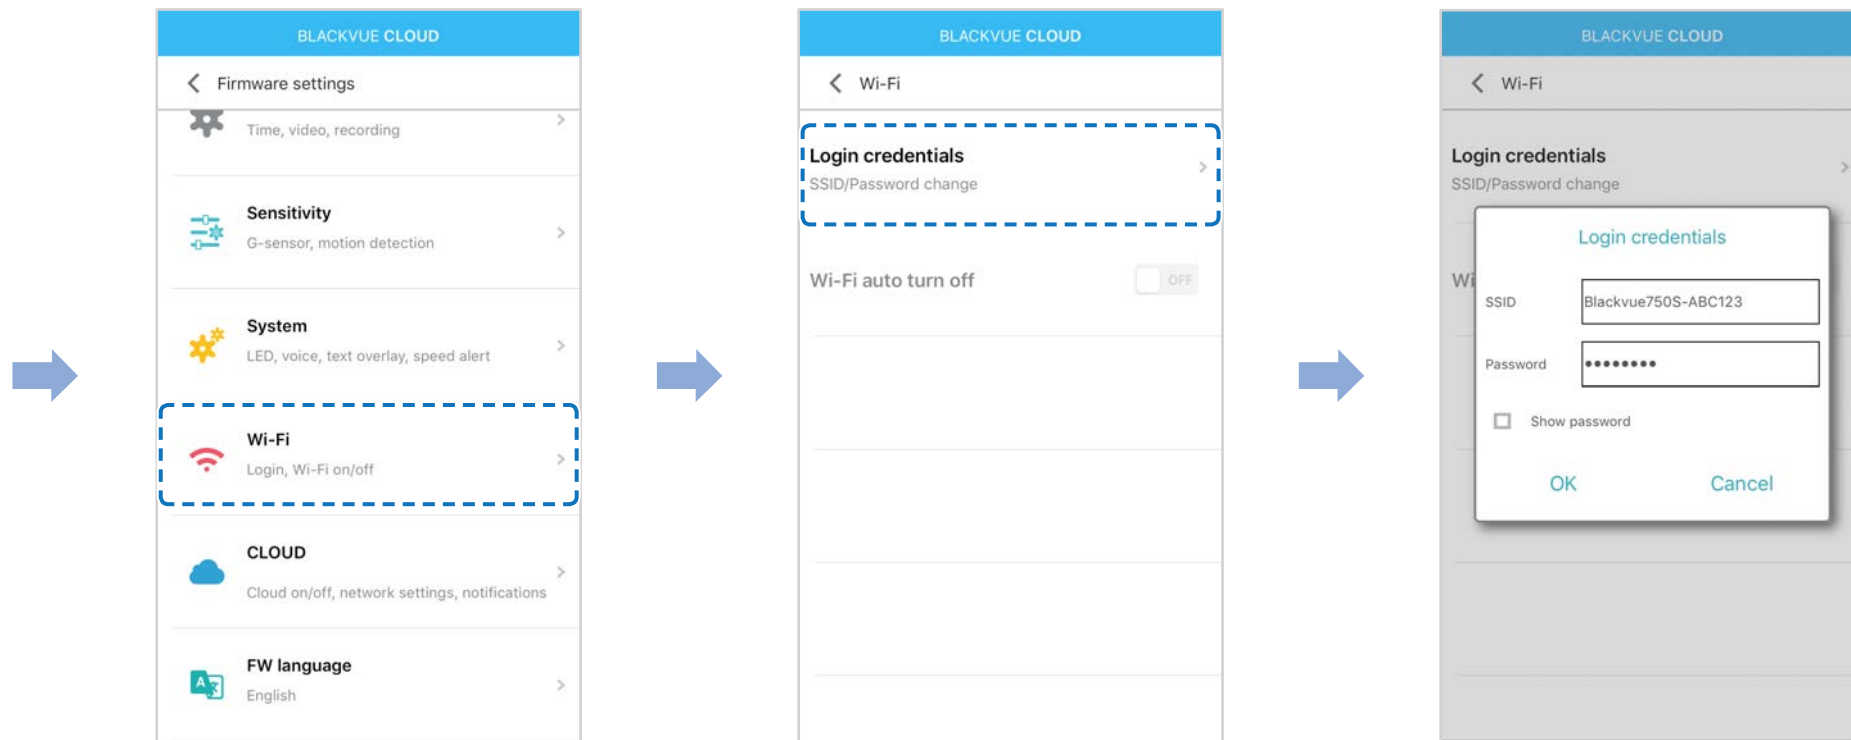 BLACKVUE CLOUD
Firmware settings
Time, video, recording
Sensitivity
G-sensor, motion detection
System
LED, voice, text overlay, speed alert
Wi-Fi
Login, Wi-Fi on/off
CLOUD
Cloud on/off, network settings, notifications
FW language
English
BLACKVUE CLOUD
Wi-Fi
Login credentials
SSID/Password change
Wi-Fi auto turn off
OFF
BLACKVUE CLOUD
Wi-Fi
Login credentials
SSID/Password change
Wi
Login credentials
SSID
Blackvue750S-ABC123
Password
••••••••
Show password
OK
Cancel